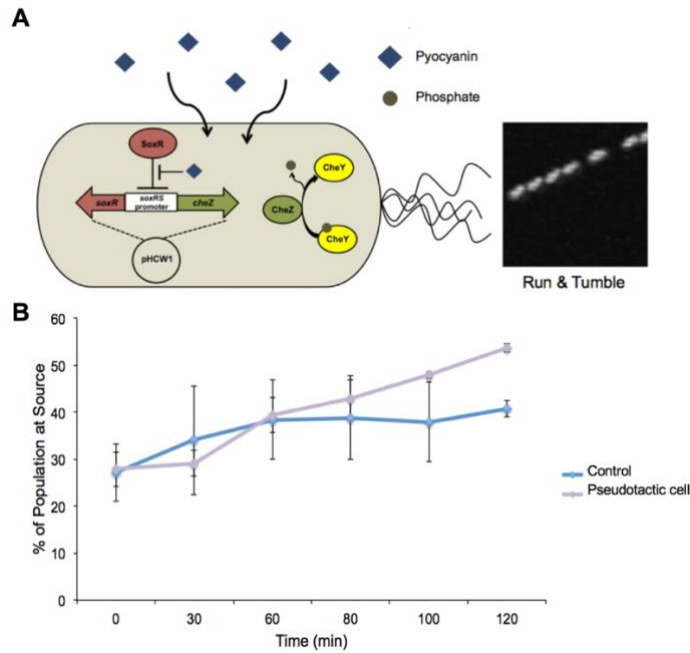 A
Pyocyanin
Phosphate
SoxR
soxR
soxRS
promoter
cheZ
pHCW1
CheZ
CheY
CheY
Run & Tumble
B
% of Population at Source
60
50
40
30
20
10
0
0 30 60 80 100 120
Time (min)
Control
Pseudotactic cell